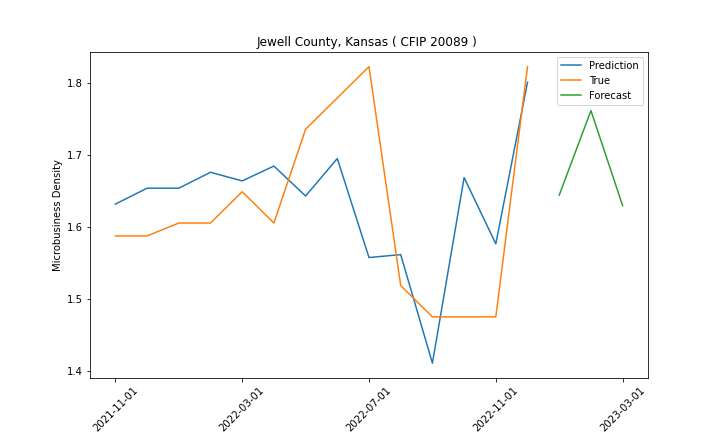 Jewell County, Kansas ( CFIP 20089 )
Prediction
True
Forecast
Microbusiness Density
1.8
1.7
1.6
1.5
1.4
2021-11-01
2022-03-01
2022-07-01
2022-11-01
2023-03-01